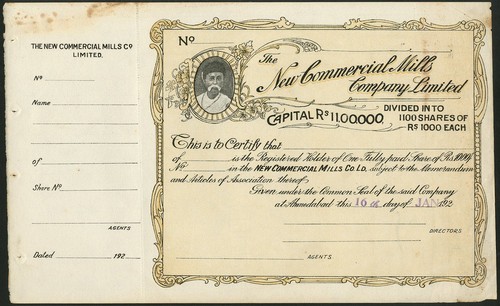 THE NEW COMMERCIAL MILLS Co
LIMITED.
No
Name
of
Share No.
AGENTS
Dated 192
No
The
New Commercial Mills
Company Limited
CAPITAL RS 11,00,000,
DIVIDED IN TO
1100 SHARES OF
RS 1000 EACH
This is to Certify that
of is the Registered Holder of One Fully paid Share of Rs 1000/
No in the NEW COMMERCIAL MILLS CO. LD. subject to the Memorandum
and Articles of Association thereof.
Given under the Common Seal of the said Company
at Ahmedabad this 16 day of JAN 192
DIRECTORS
AGENTS